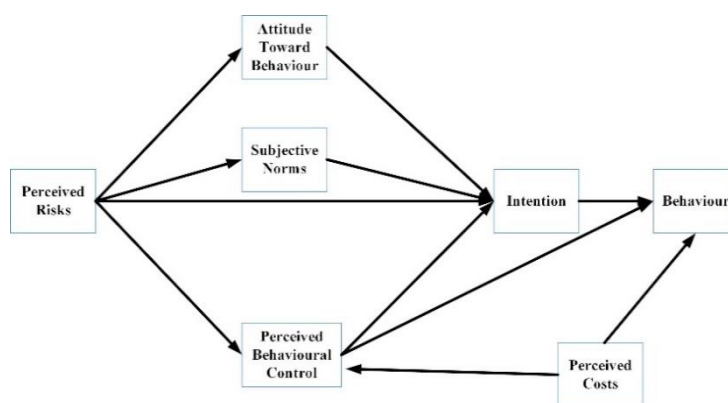 Attitude
Toward
Behaviour
Subjective
Norms
Perceived
Risks
Intention
Behaviour
Perceived
Behavioural
Control
Perceived
Costs